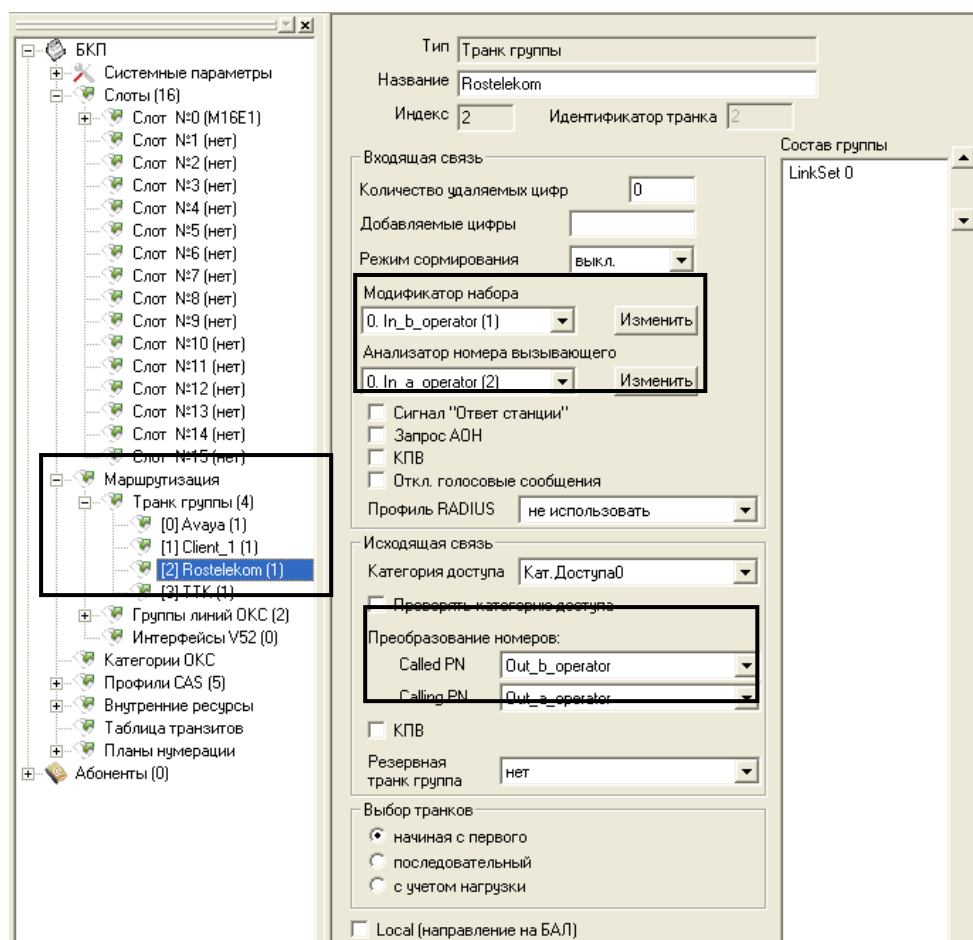 БКП
Системные параметры
Слоты (16)
Слот №0 (M16E1)
Слот №1 (нет)
Слот №2 (нет)
Слот №3 (нет)
Слот №4 (нет)
Слот №5 (нет)
Слот №6 (нет)
Слот №7 (нет)
Слот №8 (нет)
Слот №9 (нет)
Слот №10 (нет)
Слот №11 (нет)
Слот №12 (нет)
Слот №13 (нет)
Слот №14 (нет)
Слот №15 (нет)
Маршрутизация
Транк группы (4)
[0] Avaya (1)
[1] Client_1 (1)
[2] Rostelekom (1)
[3] TTK (1)
Группы линий ОКС (2)
Интерфейсы V52 (0)
Категории ОКС
Профили CAS (5)
Внутренние ресурсы
Таблица транзитов
Планы нумерации
Абоненты (0)
Тип Транк группы
Название Rostelekom
Индекс 2 Идентификатор транка 2
Входящая связь
Количество удаляемых цифр 0
Добавляемые цифры
Режим сормирования выкл.
Модификатор набора
0. In_b_operator (1) Изменить
Анализатор номера вызывающего
0. In_a_operator (2) Изменить
Сигнал "Ответ станции"
Запрос АОН
КПВ
Откл. голосовые сообщения
Профиль RADIUS не использовать
Исходящая связь
Категория доступа Кат.Доступа0
Проверять категорию доступа
Преобразование номеров:
Called PN Out_b_operator
Calling PN Out_a_operator
КПВ
Резервная
транк группа нет
Выбор транков
начиная с первого
последовательный
с учетом нагрузки
Local (направление на БАЛ)
Состав группы
LinkSet 0